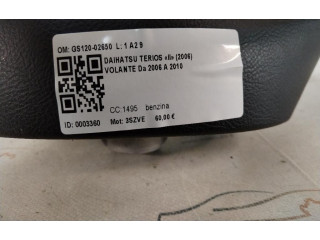 OM: GS120-02650 L: 1 A2 9
DAIHATSU TERIOS «II» (2006)
VOLANTE Da 2006 A 2010
CC:1495 benzina
ID: 0003360 Mot: 3SZVE 60,00 €